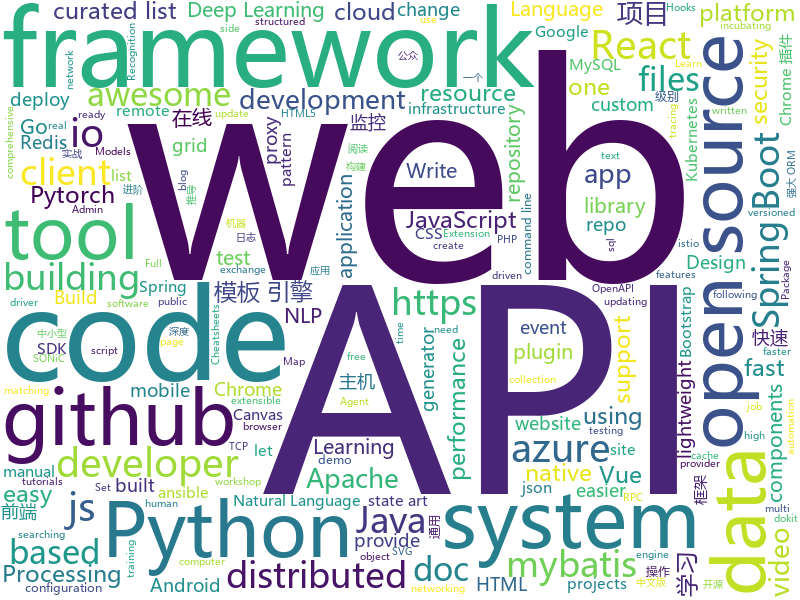 curated list
Deep Learning
cloud
change
Language
项目
platform
Hooks
side
structured
Recognition
公众
一个
use
Google
incubating
framework
React
Learn
MySQL
files
awesome
network
deploy
remote
update
HTML5
development
resource
infrastructure
one
custom
级别
security
Chrome 插件
written
comprehensive
Go
real
ready
在线
监控
Redis
io
实战
Models
grid
proxy
pattern
阅读
构建
Write
repository
app
text
Kubernetes
tracing
强大 ORM
client
list
进阶
blog
推导
Pytorch
Admin
机器
日志
application
JavaScript
library
CSS
Extension
create
PHP
repo
sql
command line
versioned
Web
tool
test
Spring
Full
exchange
应用
driven
Design
istio
features
OpenAPI
updating
following
Package
open source
Spring Boot
building
模板 引擎
https
driver
Build
software
public
中小型
深度
Cheatsheets
SDK
SONiC
script
page
NLP
Map
time
free
need
generator
event
plugin
support
Bootstrap
快速
faster
code
API
mobile
主机
performance
matching
collection
lightweight
fast
components
extensible
Chrome
Agent
Canvas
browser
website
using
job
automation
github
TCP
let
Learning
demo
testing
site
high
developer
azure
manual
tutorials
Set
built
workshop
Apache
native
Vue
cache
provider
easy
ansible
json
easier
RPC
框架
data
video
前端
js
Natural Language
state art
human
Python
Java
通用
system
multi
dokit
based
provide
searching
Processing
training
distributed
doc
mybatis
学习
engine
configuration
Android
computer
object
SVG
networking
HTML
projects
操作
中文版
开源